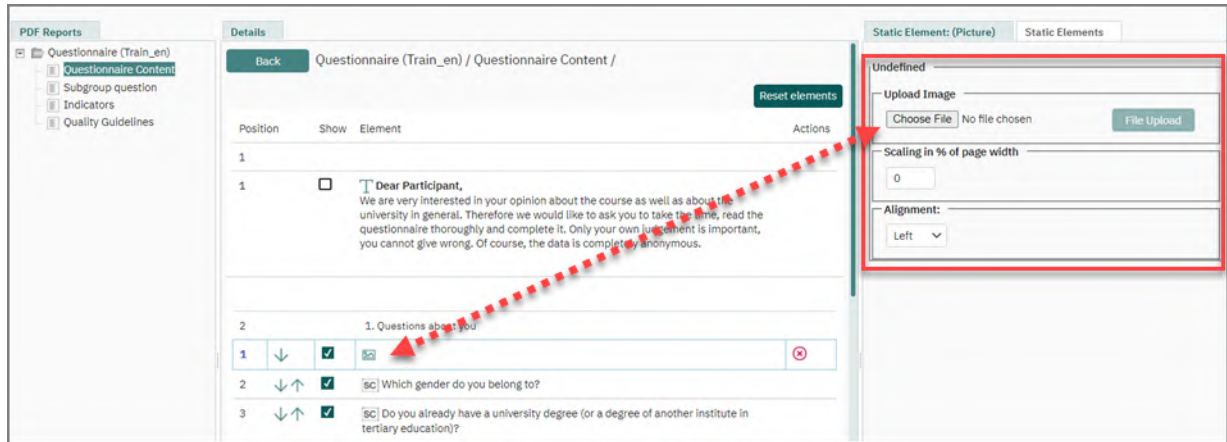 PDF Reports
Questionnaire (Train_en)
Questionnaire Content
Subgroup question
Indicators
Quality Guidelines
Details
Back Questionnaire (Train_en) / Questionnaire Content /
Reset elements
Position Show Element Actions
1
1 T Dear Participant,
We are very interested in your opinion about the course as well as about the
university in general. Therefore we would like to ask you to take the time, read the
questionnaire thoroughly and complete it. Only your own judgement is important,
you cannot give wrong. Of course, the data is completely anonymous.
2 1. Questions about you
1
2 SC Which gender do you belong to?
3 SC Do you already have a university degree (or a degree of another institute in
tertiary education)?
Static Element: (Picture) Static Elements
Undefined
Upload Image
Choose File No file chosen File Upload
Scaling in % of page width
0
Alignment:
Left